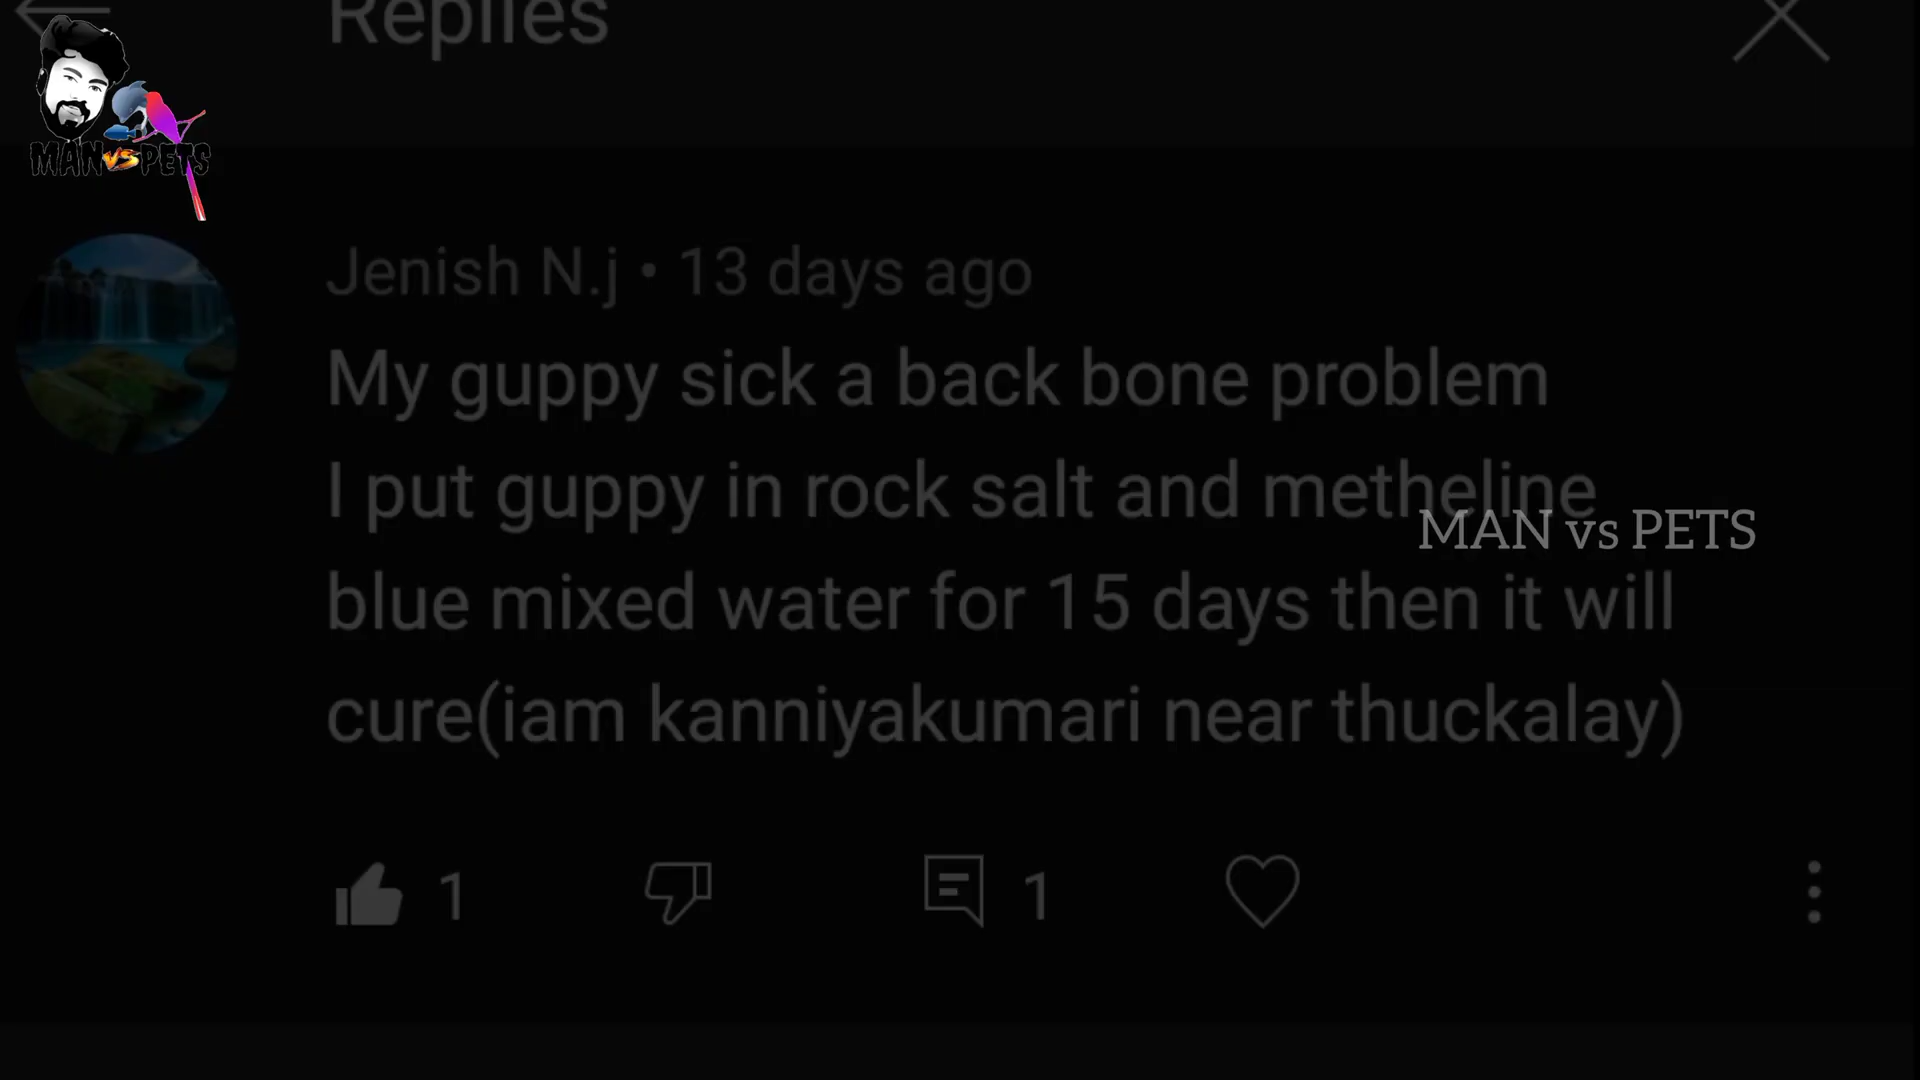 Replies
MAN VS PETS
Jenish N.j • 13 days ago
My guppy sick a back bone problem
I put guppy in rock salt and metheline
MAN vs PETS
blue mixed water for 15 days then it will
cure(iam kanniyakumari near thuckalay)
1 1